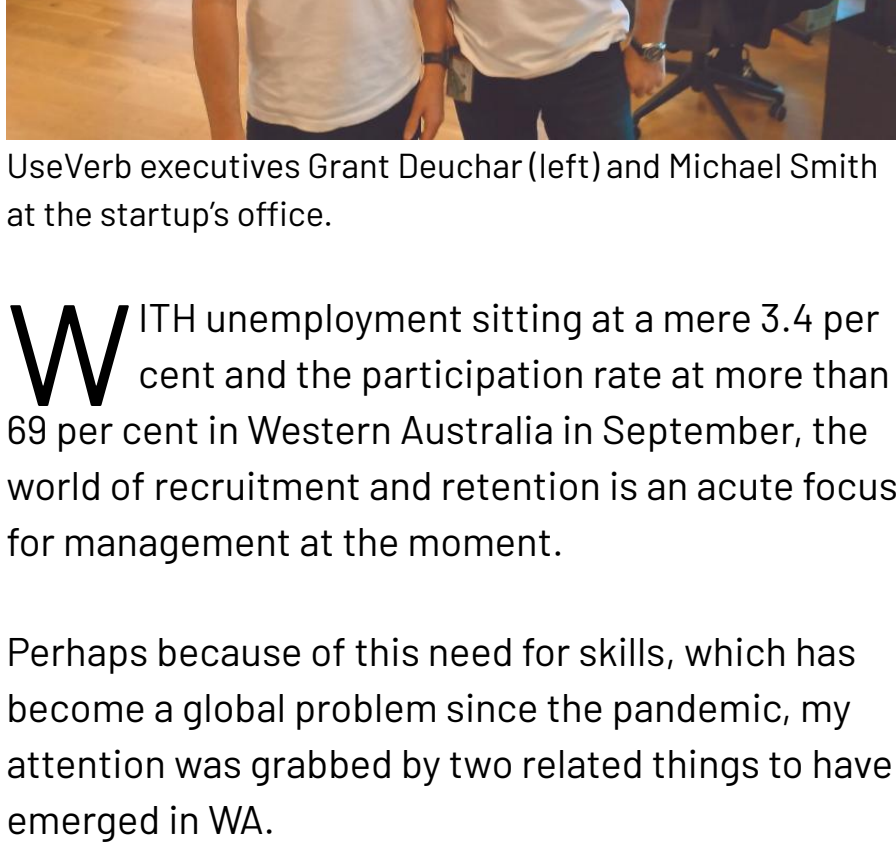 UseVerb executives Grant Deuchar (left) and Michael Smith
at the startup's office.
WITH unemployment sitting at a mere 3.4 per
cent and the participation rate at more than
69 per cent in Western Australia in September, the
world of recruitment and retention is an acute focus
for management at the moment.
Perhaps because of this need for skills, which has
become a global problem since the pandemic, my
attention was grabbed by two related things to have
emerged in WA.